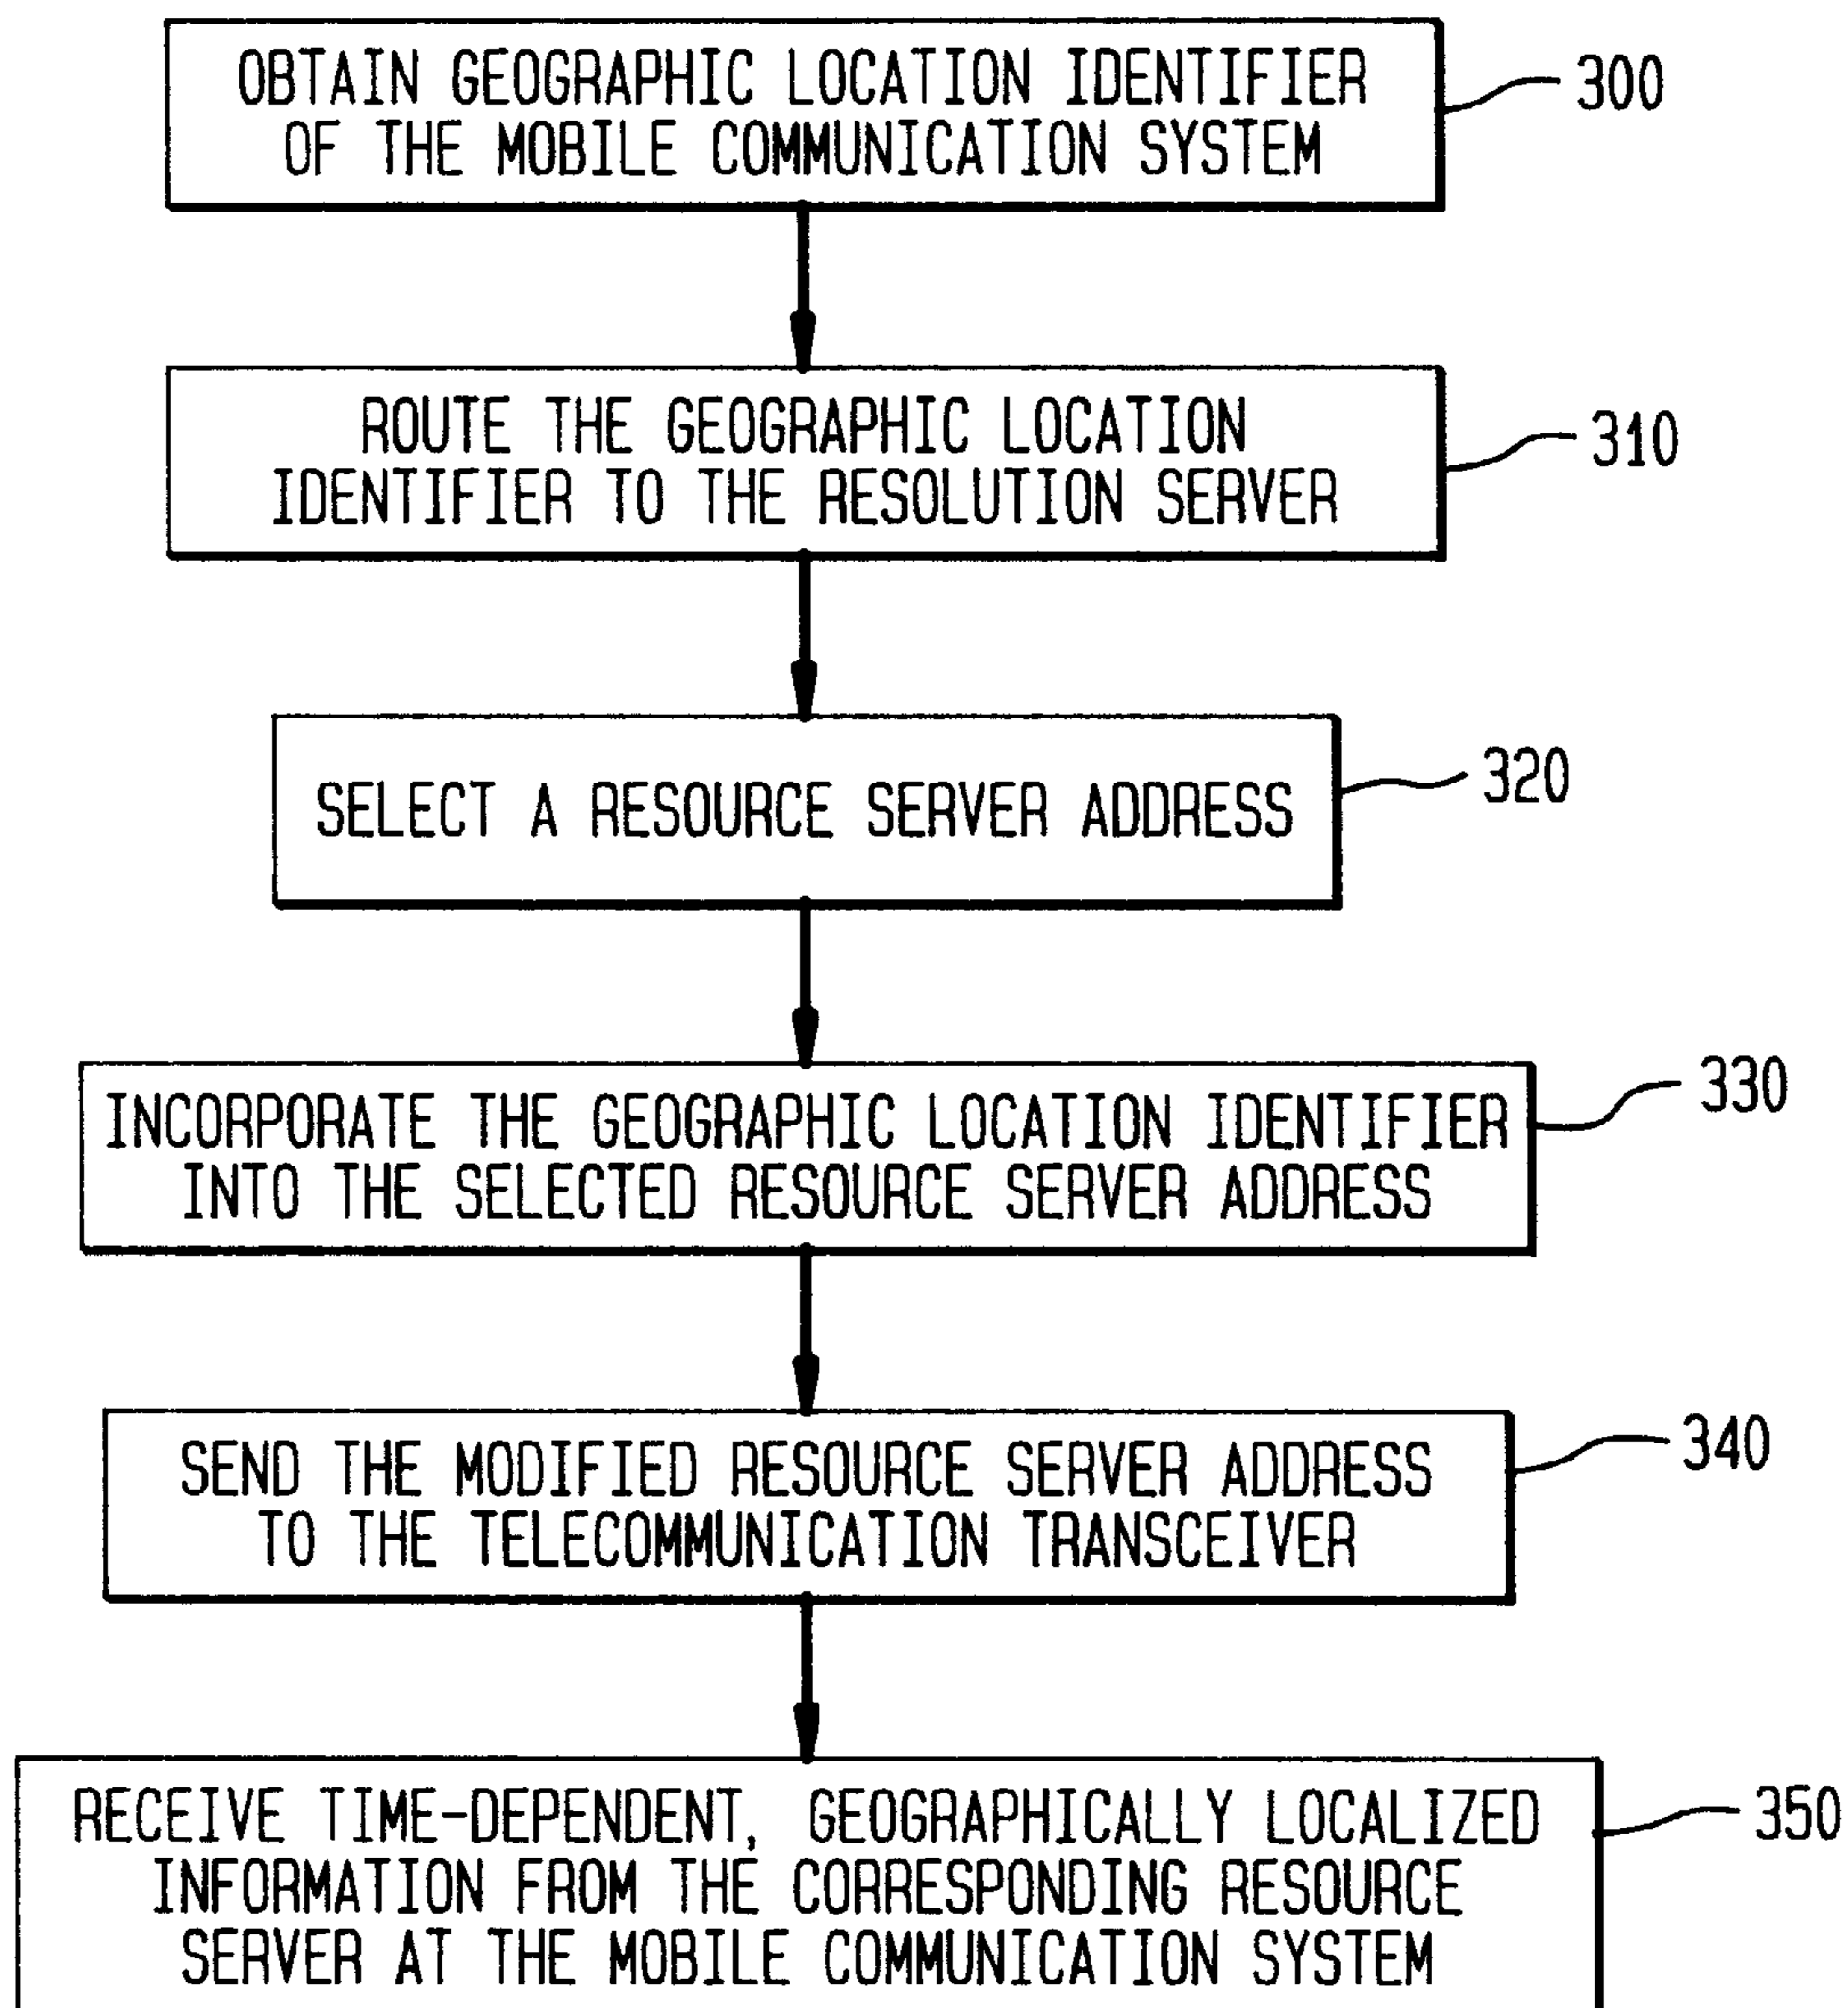 OBTAIN GEOGRAPHIC LOCATION IDENTIFIER
OF THE MOBILE COMMUNICATION SYSTEM
300
ROUTE THE GEOGRAPHIC LOCATION
IDENTIFIER TO THE RESOLUTION SERVER
310
SELECT A RESOURCE SERVER ADDRESS
320
INCORPORATE THE GEOGRAPHIC LOCATION IDENTIFIER
INTO THE SELECTED RESOURCE SERVER ADDRESS
330
SEND THE MODIFIED RESOURCE SERVER ADDRESS
TO THE TELECOMMUNICATION TRANSCEIVER
340
RECEIVE TIME-DEPENDENT, GEOGRAPHICALLY LOCALIZED
INFORMATION FROM THE CORRESPONDING RESOURCE
SERVER AT THE MOBILE COMMUNICATION SYSTEM
350